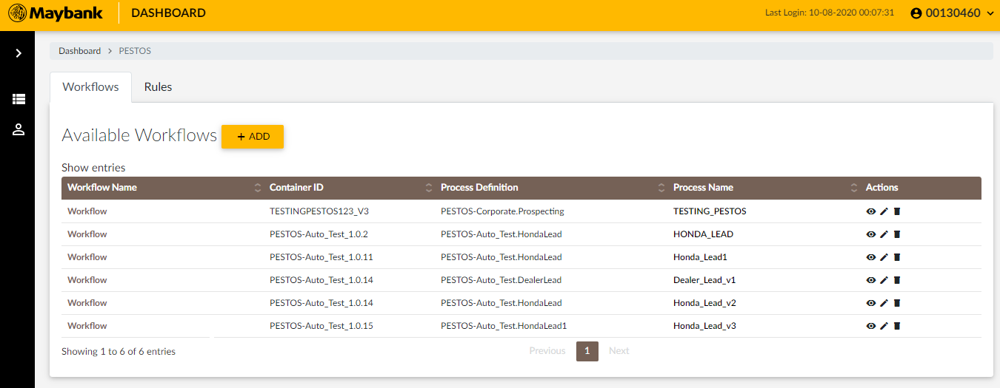 Maybank DASHBOARD Last Login: 10-08-2020 00:07:31 00130460
Dashboard > PESTOS
Workflows Rules
Available Workflows + ADD
Show entries
Workflow Name Container ID Process Definition Process Name Actions
Workflow TESTINGPESTOS123_V3 PESTOS-Corporate.Prospecting TESTING_PESTOS
Workflow PESTOS-Auto_Test_1.0.2 PESTOS-Auto_Test.HondaLead HONDA_LEAD
Workflow PESTOS-Auto_Test_1.0.11 PESTOS-Auto_Test.HondaLead Honda_Lead1
Workflow PESTOS-Auto_Test_1.0.14 PESTOS-Auto_Test.DealerLead Dealer_Lead_v1
Workflow PESTOS-Auto_Test_1.0.14 PESTOS-Auto_Test.HondaLead Honda_Lead_v2
Workflow PESTOS-Auto_Test_1.0.15 PESTOS-Auto_Test.HondaLead1 Honda_Lead_v3
Showing 1 to 6 of 6 entries Previous 1 Next